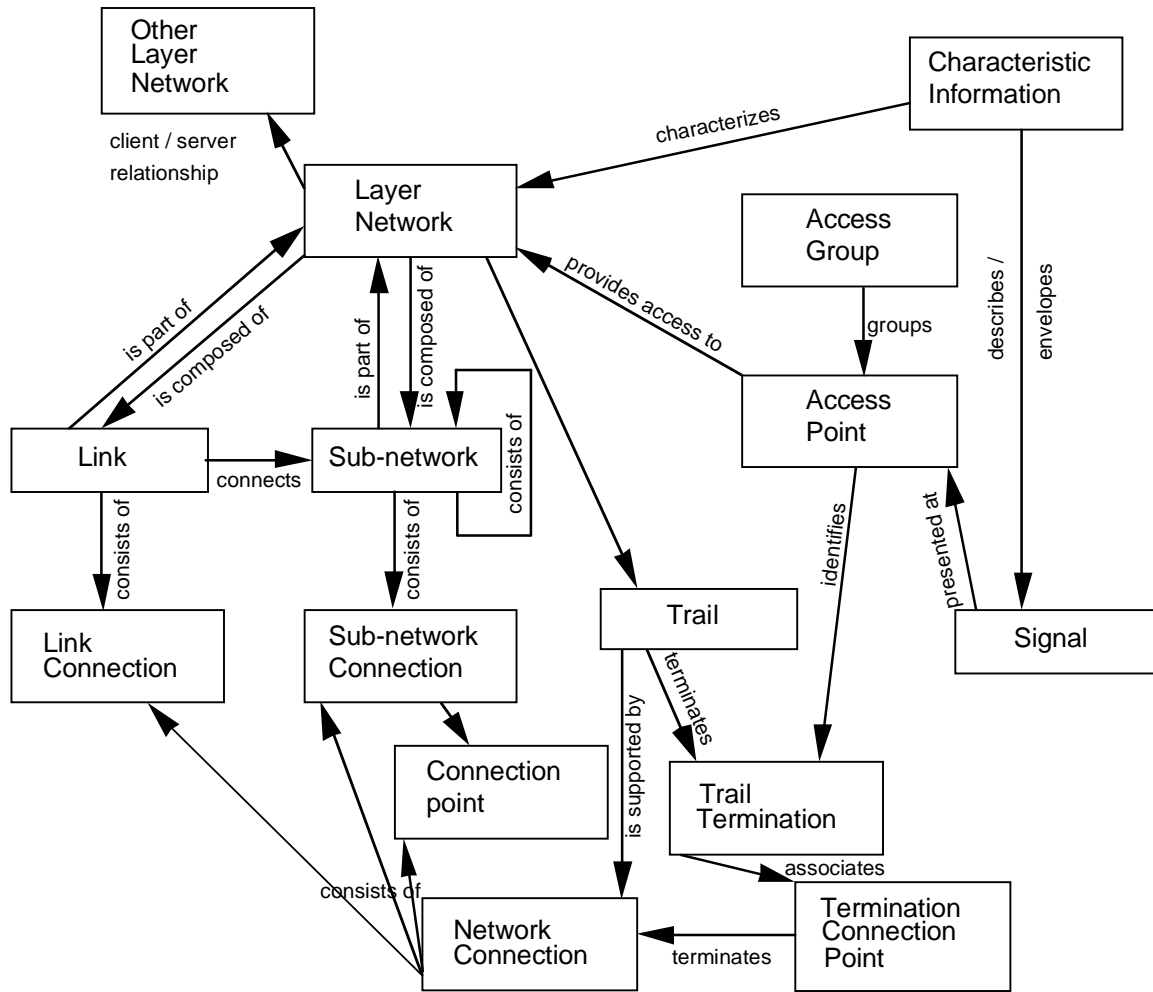 Other
Layer
Network
Characteristic
Information
client / server
relationship
characterizes
Layer
Network
Access
Group
is part of
is composed of
is part of
is composed of
provides access to
groups
describes /
envelopes
Access
Point
Link
connects
Sub-network
consists of
consists of
consists of
identifies
presented at
Link
Connection
Sub-network
Connection
Trail
Signal
terminates
is supported by
Connection
point
Trail
Termination
associates
consists of
Network
Connection
terminates
Termination
Connection
Point